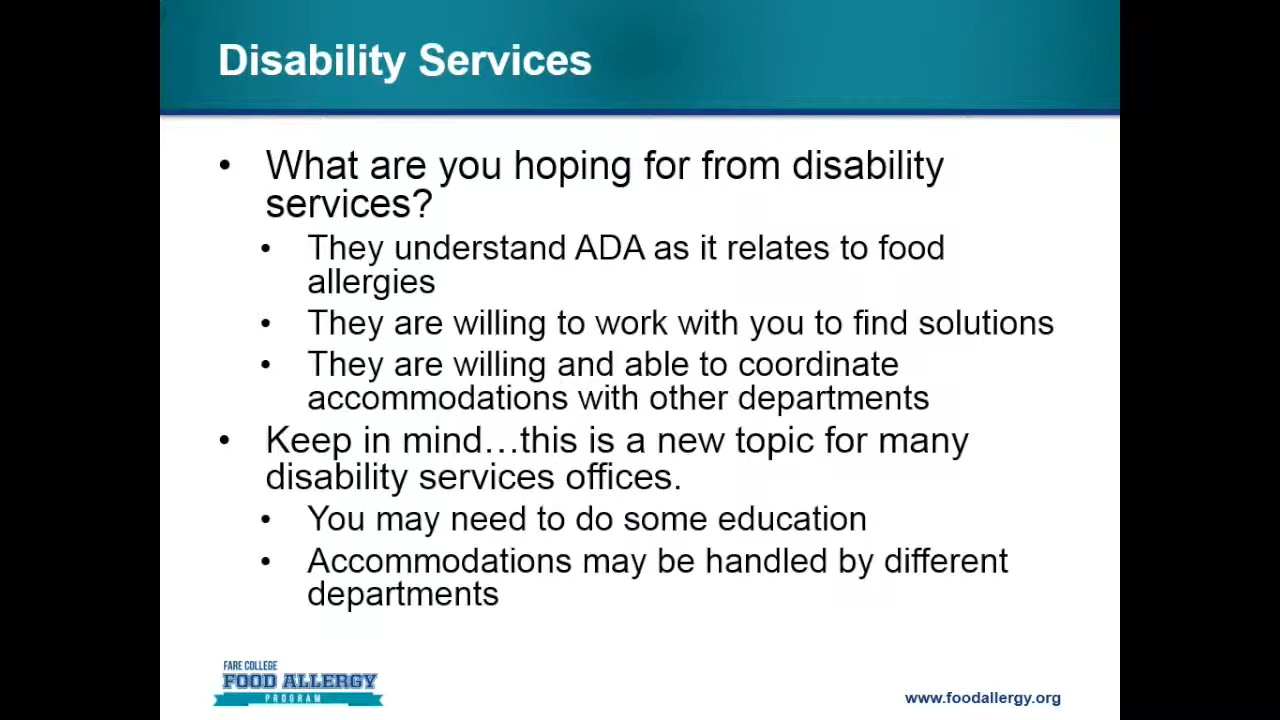 Disability Services
• What are you hoping for from disability
services?
• They understand ADA as it relates to food
allergies
• They are willing to work with you to find solutions
• They are willing and able to coordinate
accommodations with other departments
• Keep in mind…this is a new topic for many
disability services offices.
• You may need to do some education
• Accommodations may be handled by different
departments
FARE COLLEGE
FOOD ALLERGY
PROGRAM
www.foodallergy.org